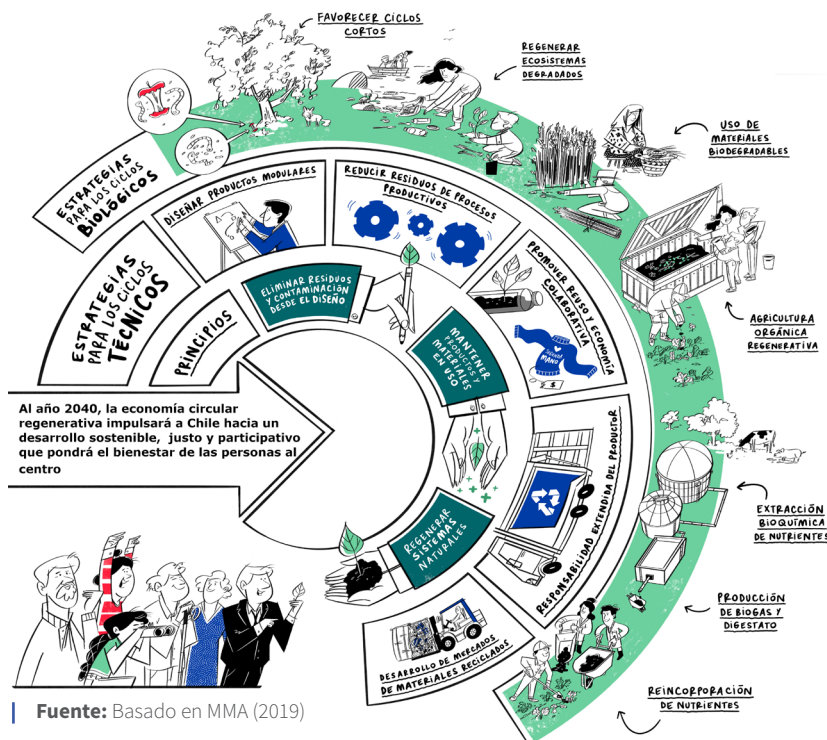 FAVORECER CICLOS
CORTOS
REGENERAR
ECOSISTEMAS
DEGRADADOS
USO DE
MATERIALES
BIODEGRADABLES
AGRICULTURA
ORGÁNICA
REGENERATIVA
EXTRACCIÓN
BIOQUÍMICA
DE NUTRIENTES
PRODUCCIÓN
DE BIOGAS Y
DIGESTATO
REINCORPORACIÓN
DE NUTRIENTES
ESTRATEGIAS
PARA LOS CICLOS
BIOLÓGICOS
ESTRATEGIAS
PARA LOS CICLOS
TÉCNICOS
DISEÑAR PRODUCTOS MODULARES
REDUCIR RESIDUOS DE PROCESOS
PRODUCTIVOS
PROMOVER REUSO Y ECONOMÍA
COLABORATIVA
SEGUNDA
MANO
$
RESPONSABILIDAD EXTENDIDA DEL PRODUCTOR
DESARROLLO DE MERCADOS
DE MATERIALES RECICLADOS
PRINCIPIOS
ELIMINAR RESIDUOS
Y CONTAMINACIÓN
DESDE EL DISEÑO
MANTENER
PRODUCTOS Y
MATERIALES
EN USO
REGENERAR
SISTEMAS
NATURALES
Al año 2040, la economía circular
regenerativa impulsará a Chile hacia un
desarrollo sostenible, justo y participativo
que pondrá el bienestar de las personas al
centro
Fuente: Basado en MMA (2019)